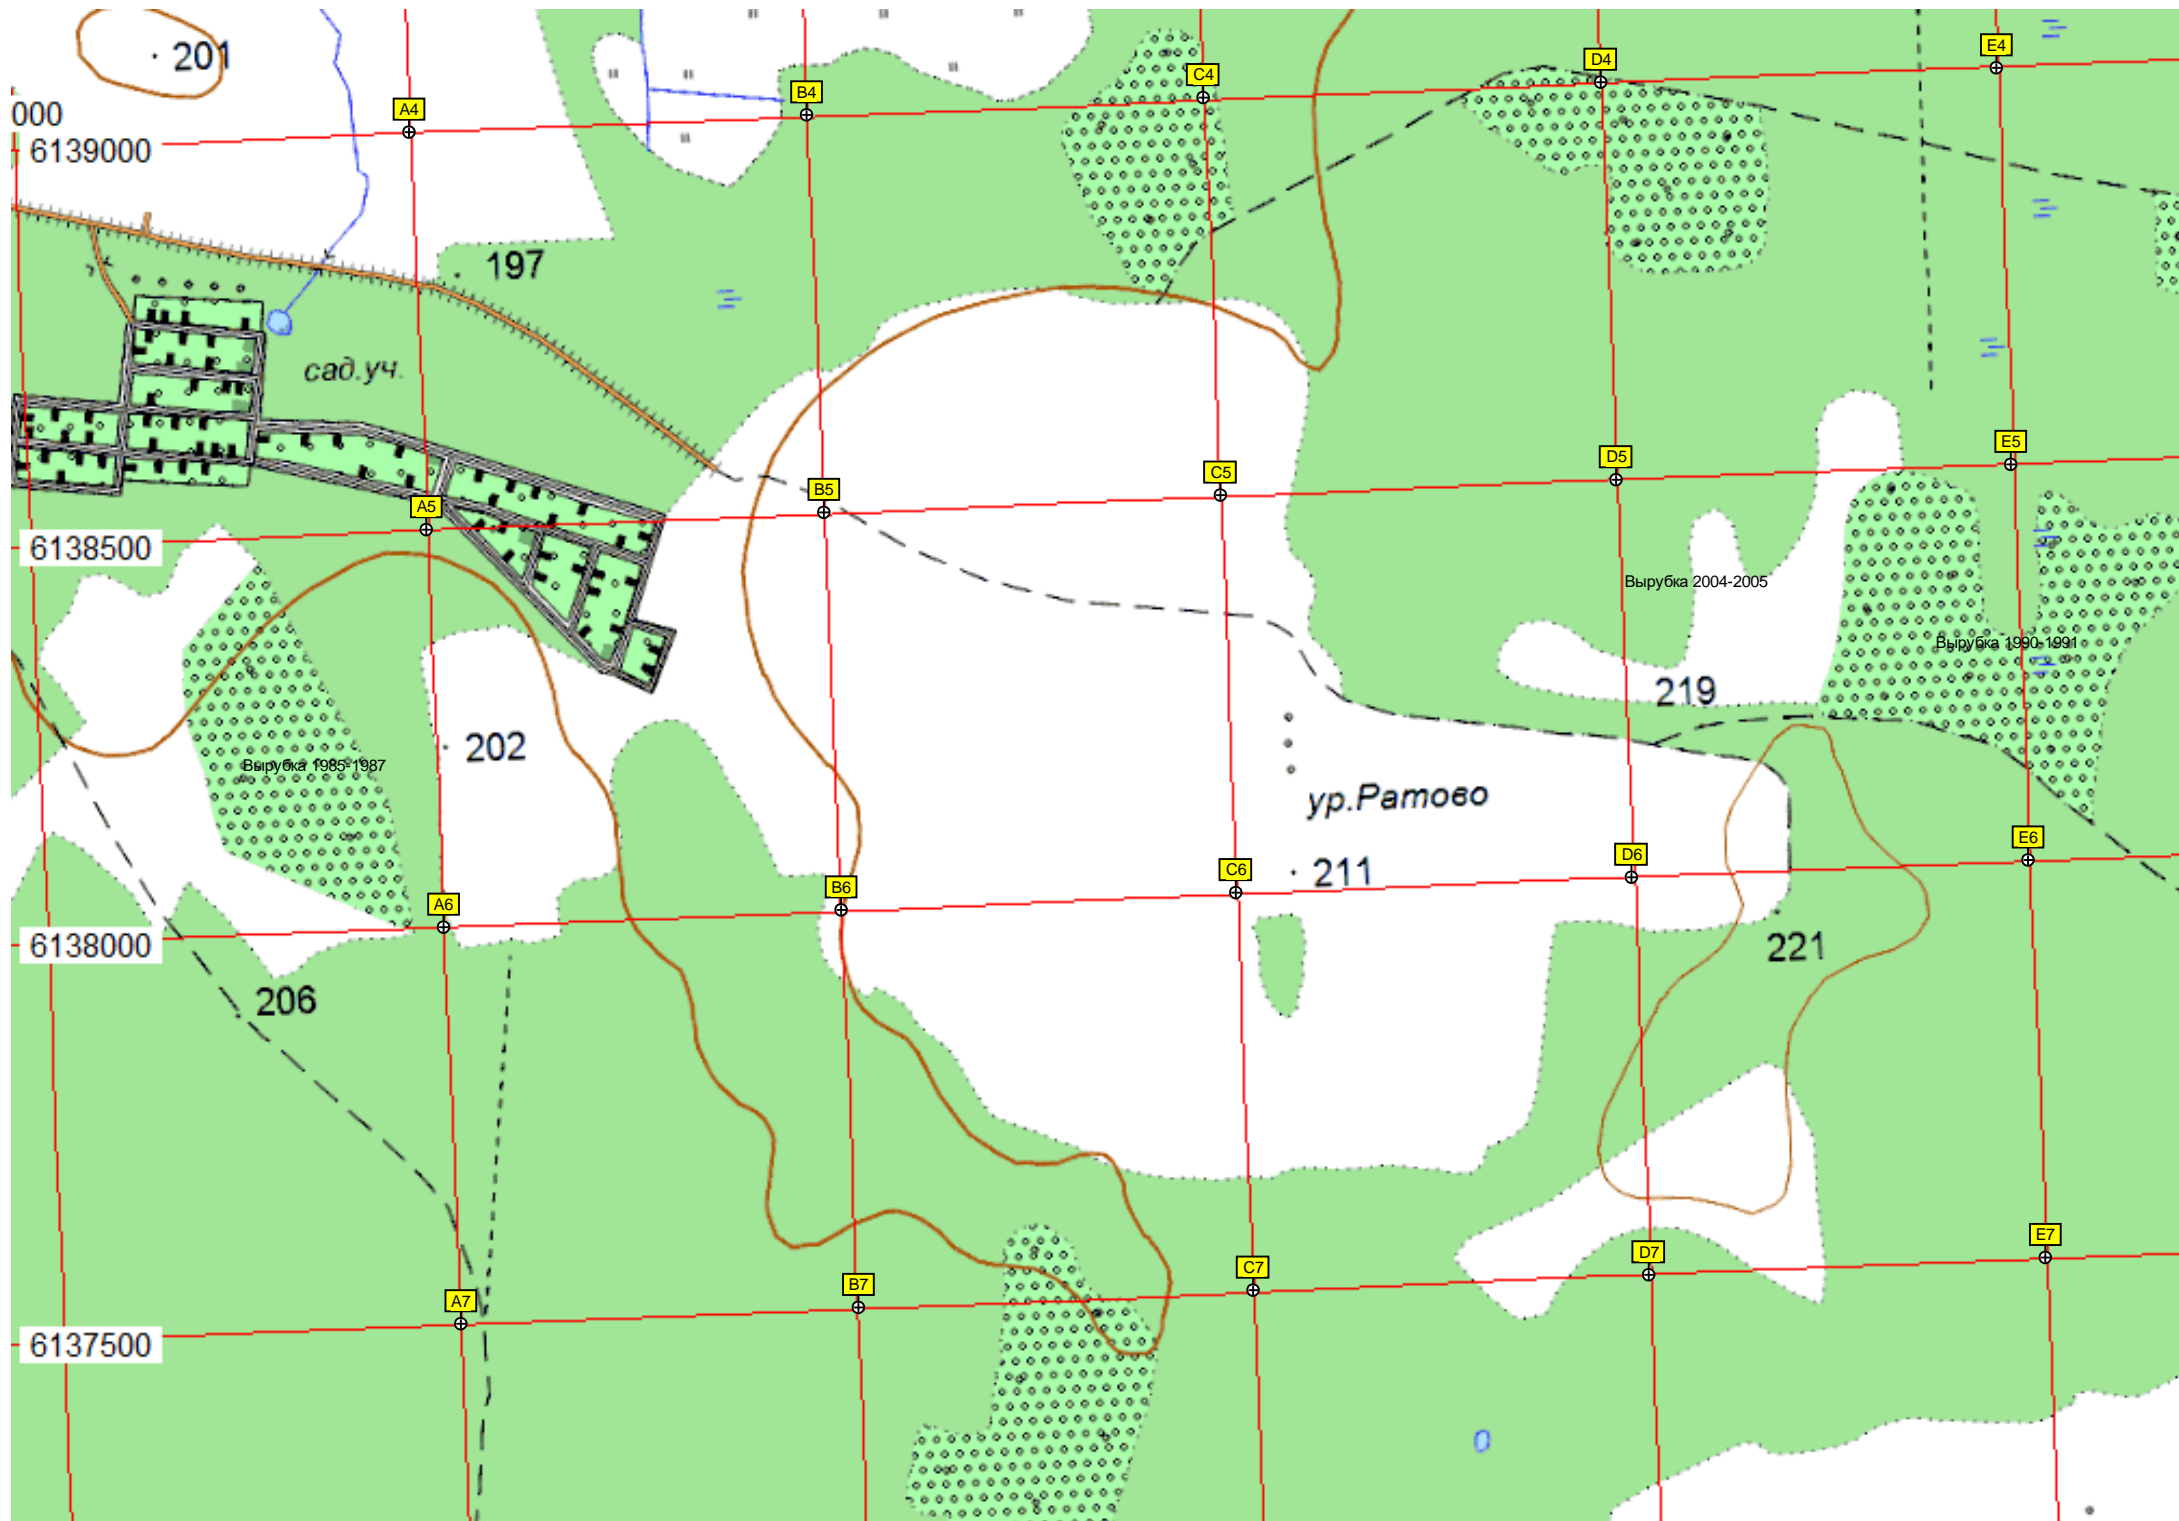 E4
D4
201
C4
B4
A4
000
6139000
197
сад.уч.
E5
D5
C5
B5
A5
6138500
Вырубка 2004-2005
Вырубка 1990-1991
219
202
Вырубка 1985-1987
ур.Ратово
E6
D6
C6
211
B6
A6
6138000
221
206
E7
D7
C7
B7
A7
6137500